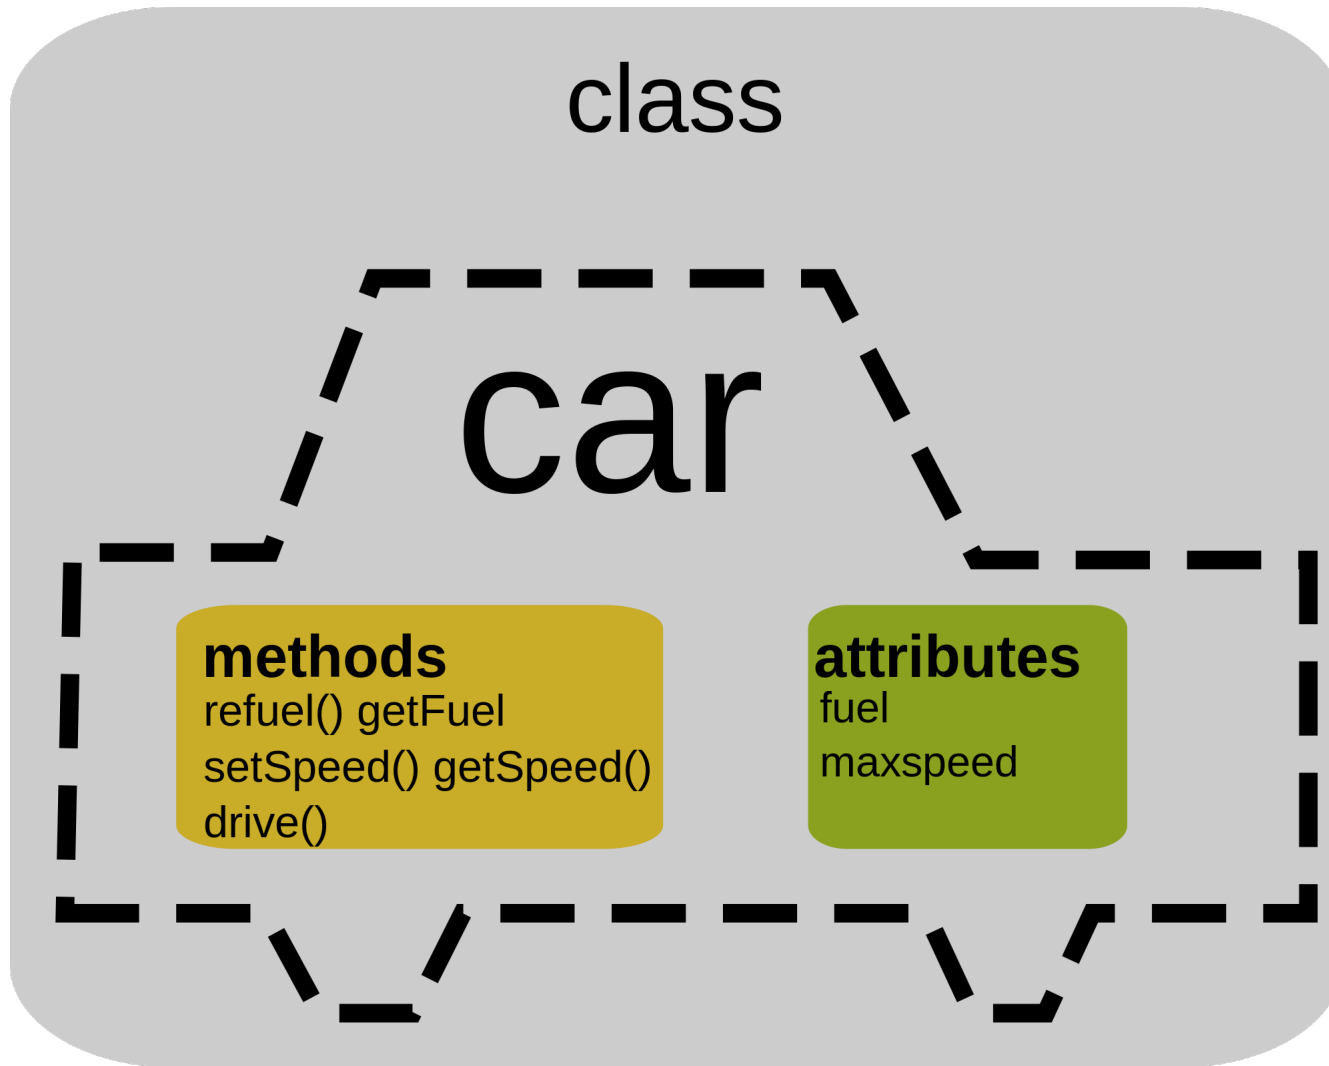 class
car
methods
refuel() getFuel
setSpeed() getSpeed()
drive()
attributes
fuel
maxspeed